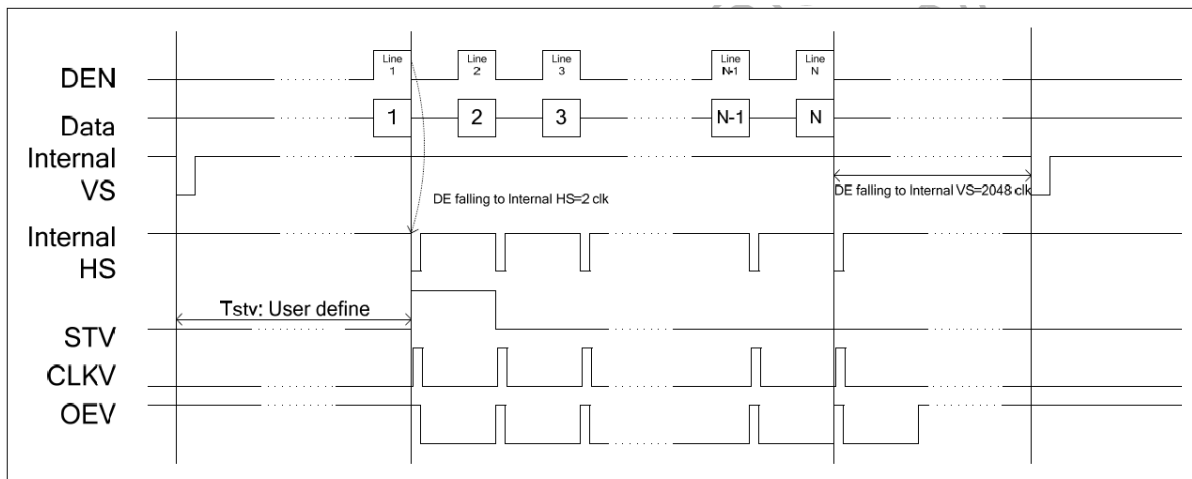 DEN
Line 1
Line 2
Line 3
Line N-1
Line N
Data
1
2
3
N-1
N
Internal VS
DE falling to Internal HS=2 clk
DE falling to Internal VS=2048 clk
Internal HS
Tstv: User define
STV
CLKV
OEV